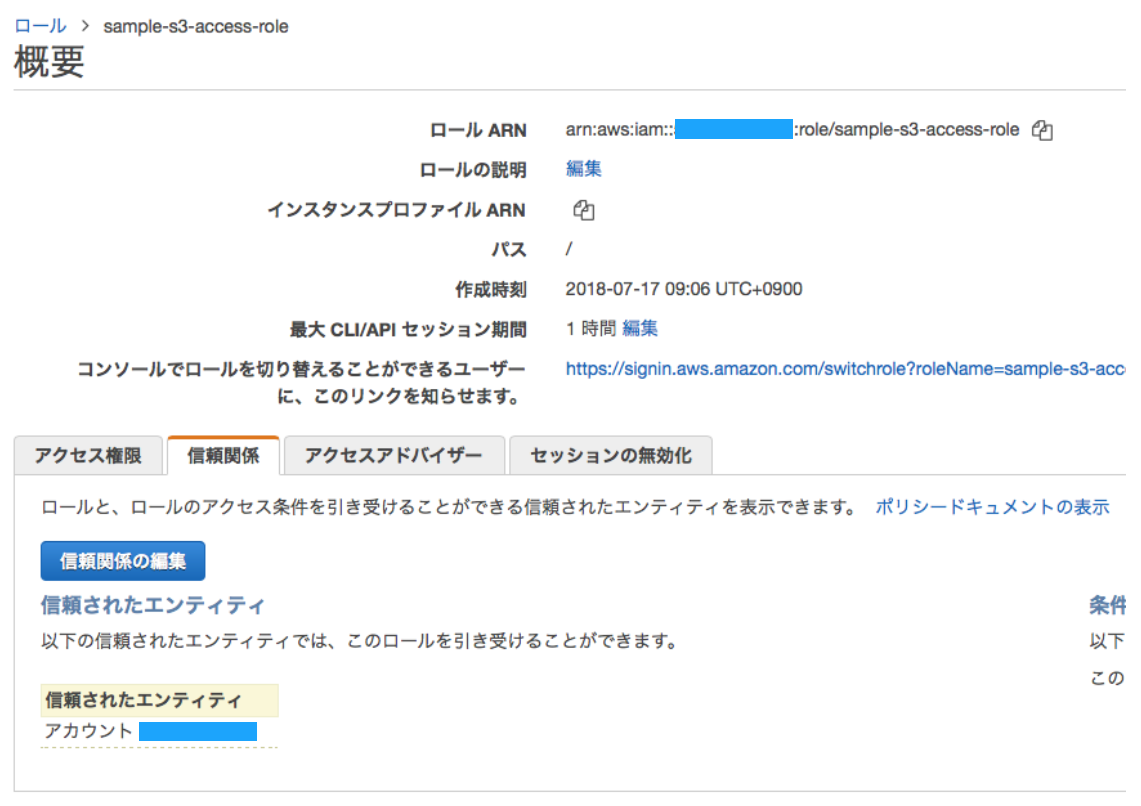 ロール > sample-s3-access-role
概要
ロール ARN arn:aws:iam:: :role/sample-s3-access-role
ロールの説明 編集
インスタンスプロファイル ARN
パス /
作成時刻 2018-07-17 09:06 UTC+0900
最大 CLI/API セッション期間 1 時間 編集
コンソールでロールを切り替えることができるユーザー https://signin.aws.amazon.com/switchrole?roleName=sample-s3-acc
に、このリンクを知らせます。
アクセス権限 信頼関係 アクセスアドバイザー セッションの無効化
ロールと、ロールのアクセス条件を引き受けることができる信頼されたエンティティを表示できます。 ポリシードキュメントの表示
信頼関係の編集
信頼されたエンティティ 条件
以下の信頼されたエンティティでは、このロールを引き受けることができます。 以下
この
信頼されたエンティティ
アカウント